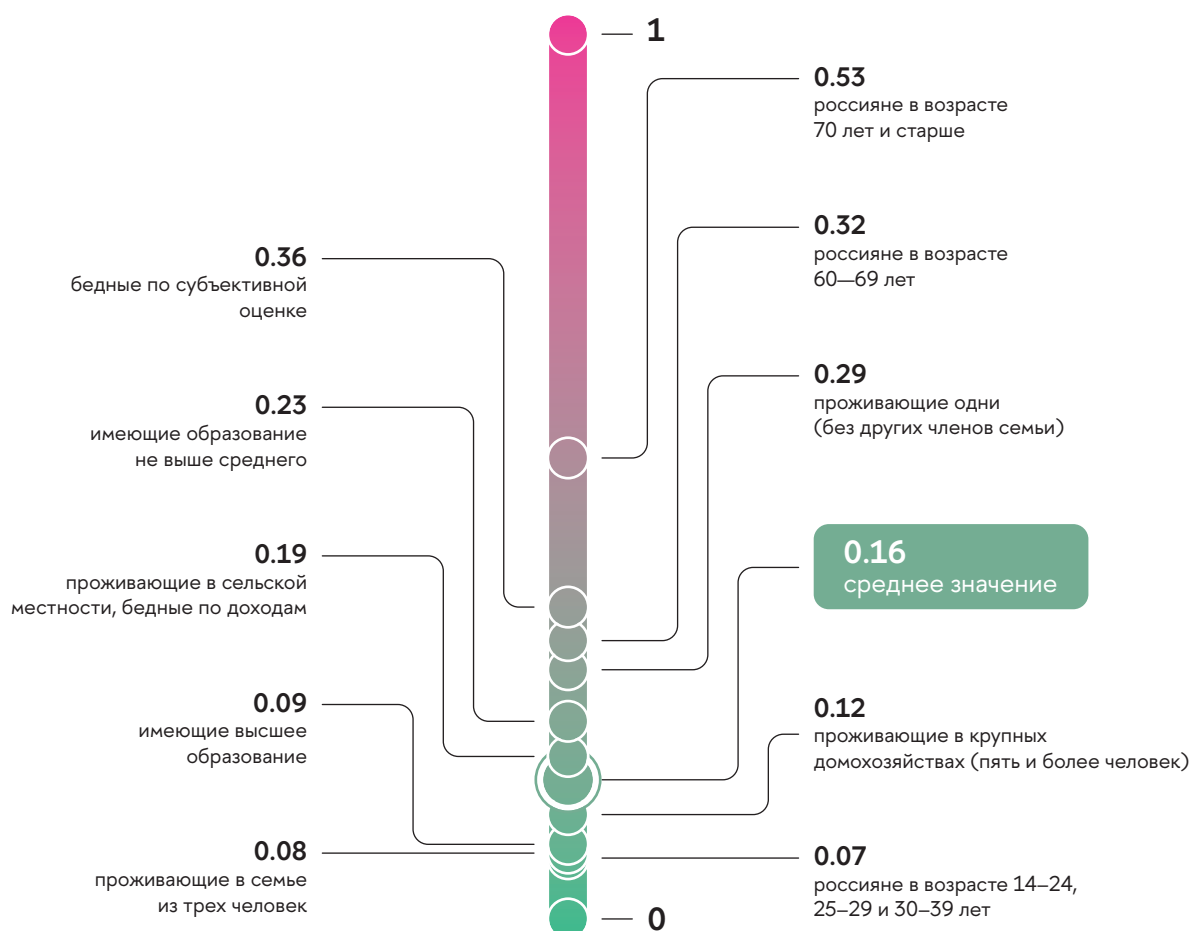 1
0.53
россияне в возрасте
70 лет и старше
0.32
россияне в возрасте
60—69 лет
0.36
бедные по субъективной
оценке
0.29
проживающие одни
(без других членов семьи)
0.23
имеющие образование
не выше среднего
0.16
среднее значение
0.19
проживающие в сельской
местности, бедные по доходам
0.09
имеющие высшее
образование
0.12
проживающие в крупных
домохозяйствах (пять и более человек)
0.08
проживающие в семье
из трех человек
0.07
россияне в возрасте 14–24,
25–29 и 30–39 лет
0